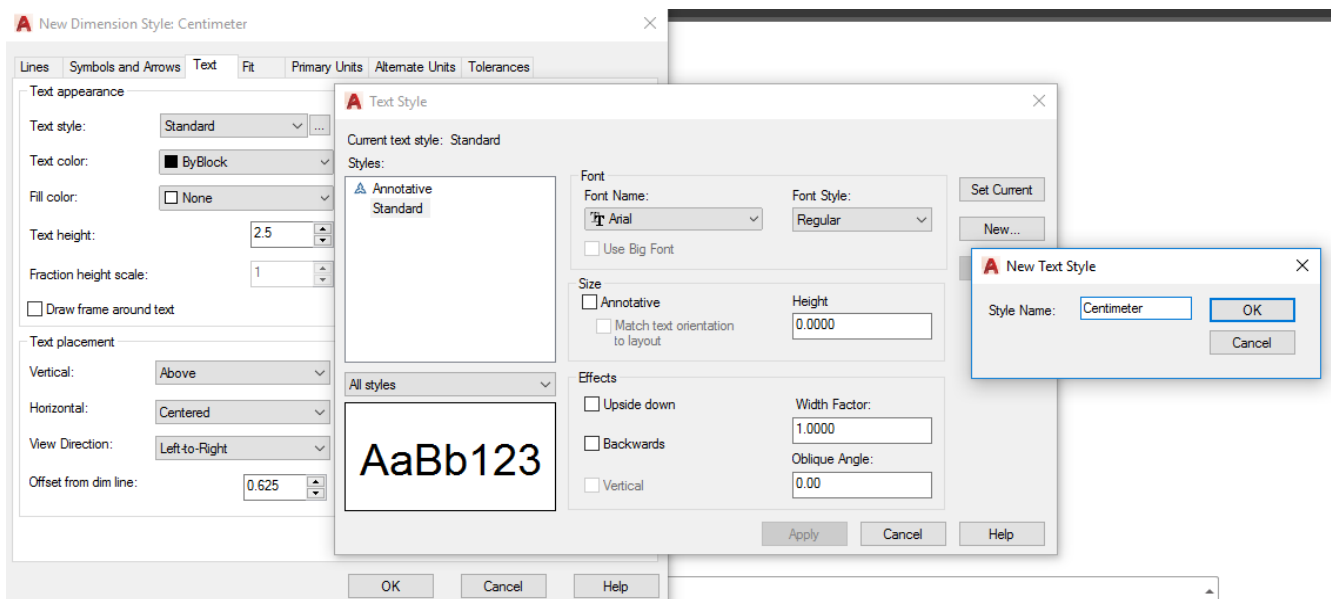 New Dimension Style: Centimeter
Lines Symbols and Arrows Text Fit Primary Units Alternate Units Tolerances
Text appearance
Text style: Standard ...
Text color: ByBlock
Fill color: None
Text height: 2.5
Fraction height scale: 1
Draw frame around text
Text placement
Vertical: Above
Horizontal: Centered
View Direction: Left-to-Right
Offset from dim line: 0.625
OK Cancel Help
Text Style
Current text style: Standard
Styles:
Annotative
Standard
All styles
AaBb123
Font
Font Name: Font Style:
Arial Regular
Use Big Font
Size
Annotative Height
Match text orientation 0.0000
to layout
Effects
Upside down Width Factor:
1.0000
Backwards
Oblique Angle:
Vertical 0.00
Set Current
New...
Apply Cancel Help
New Text Style
Style Name: Centimeter OK
Cancel